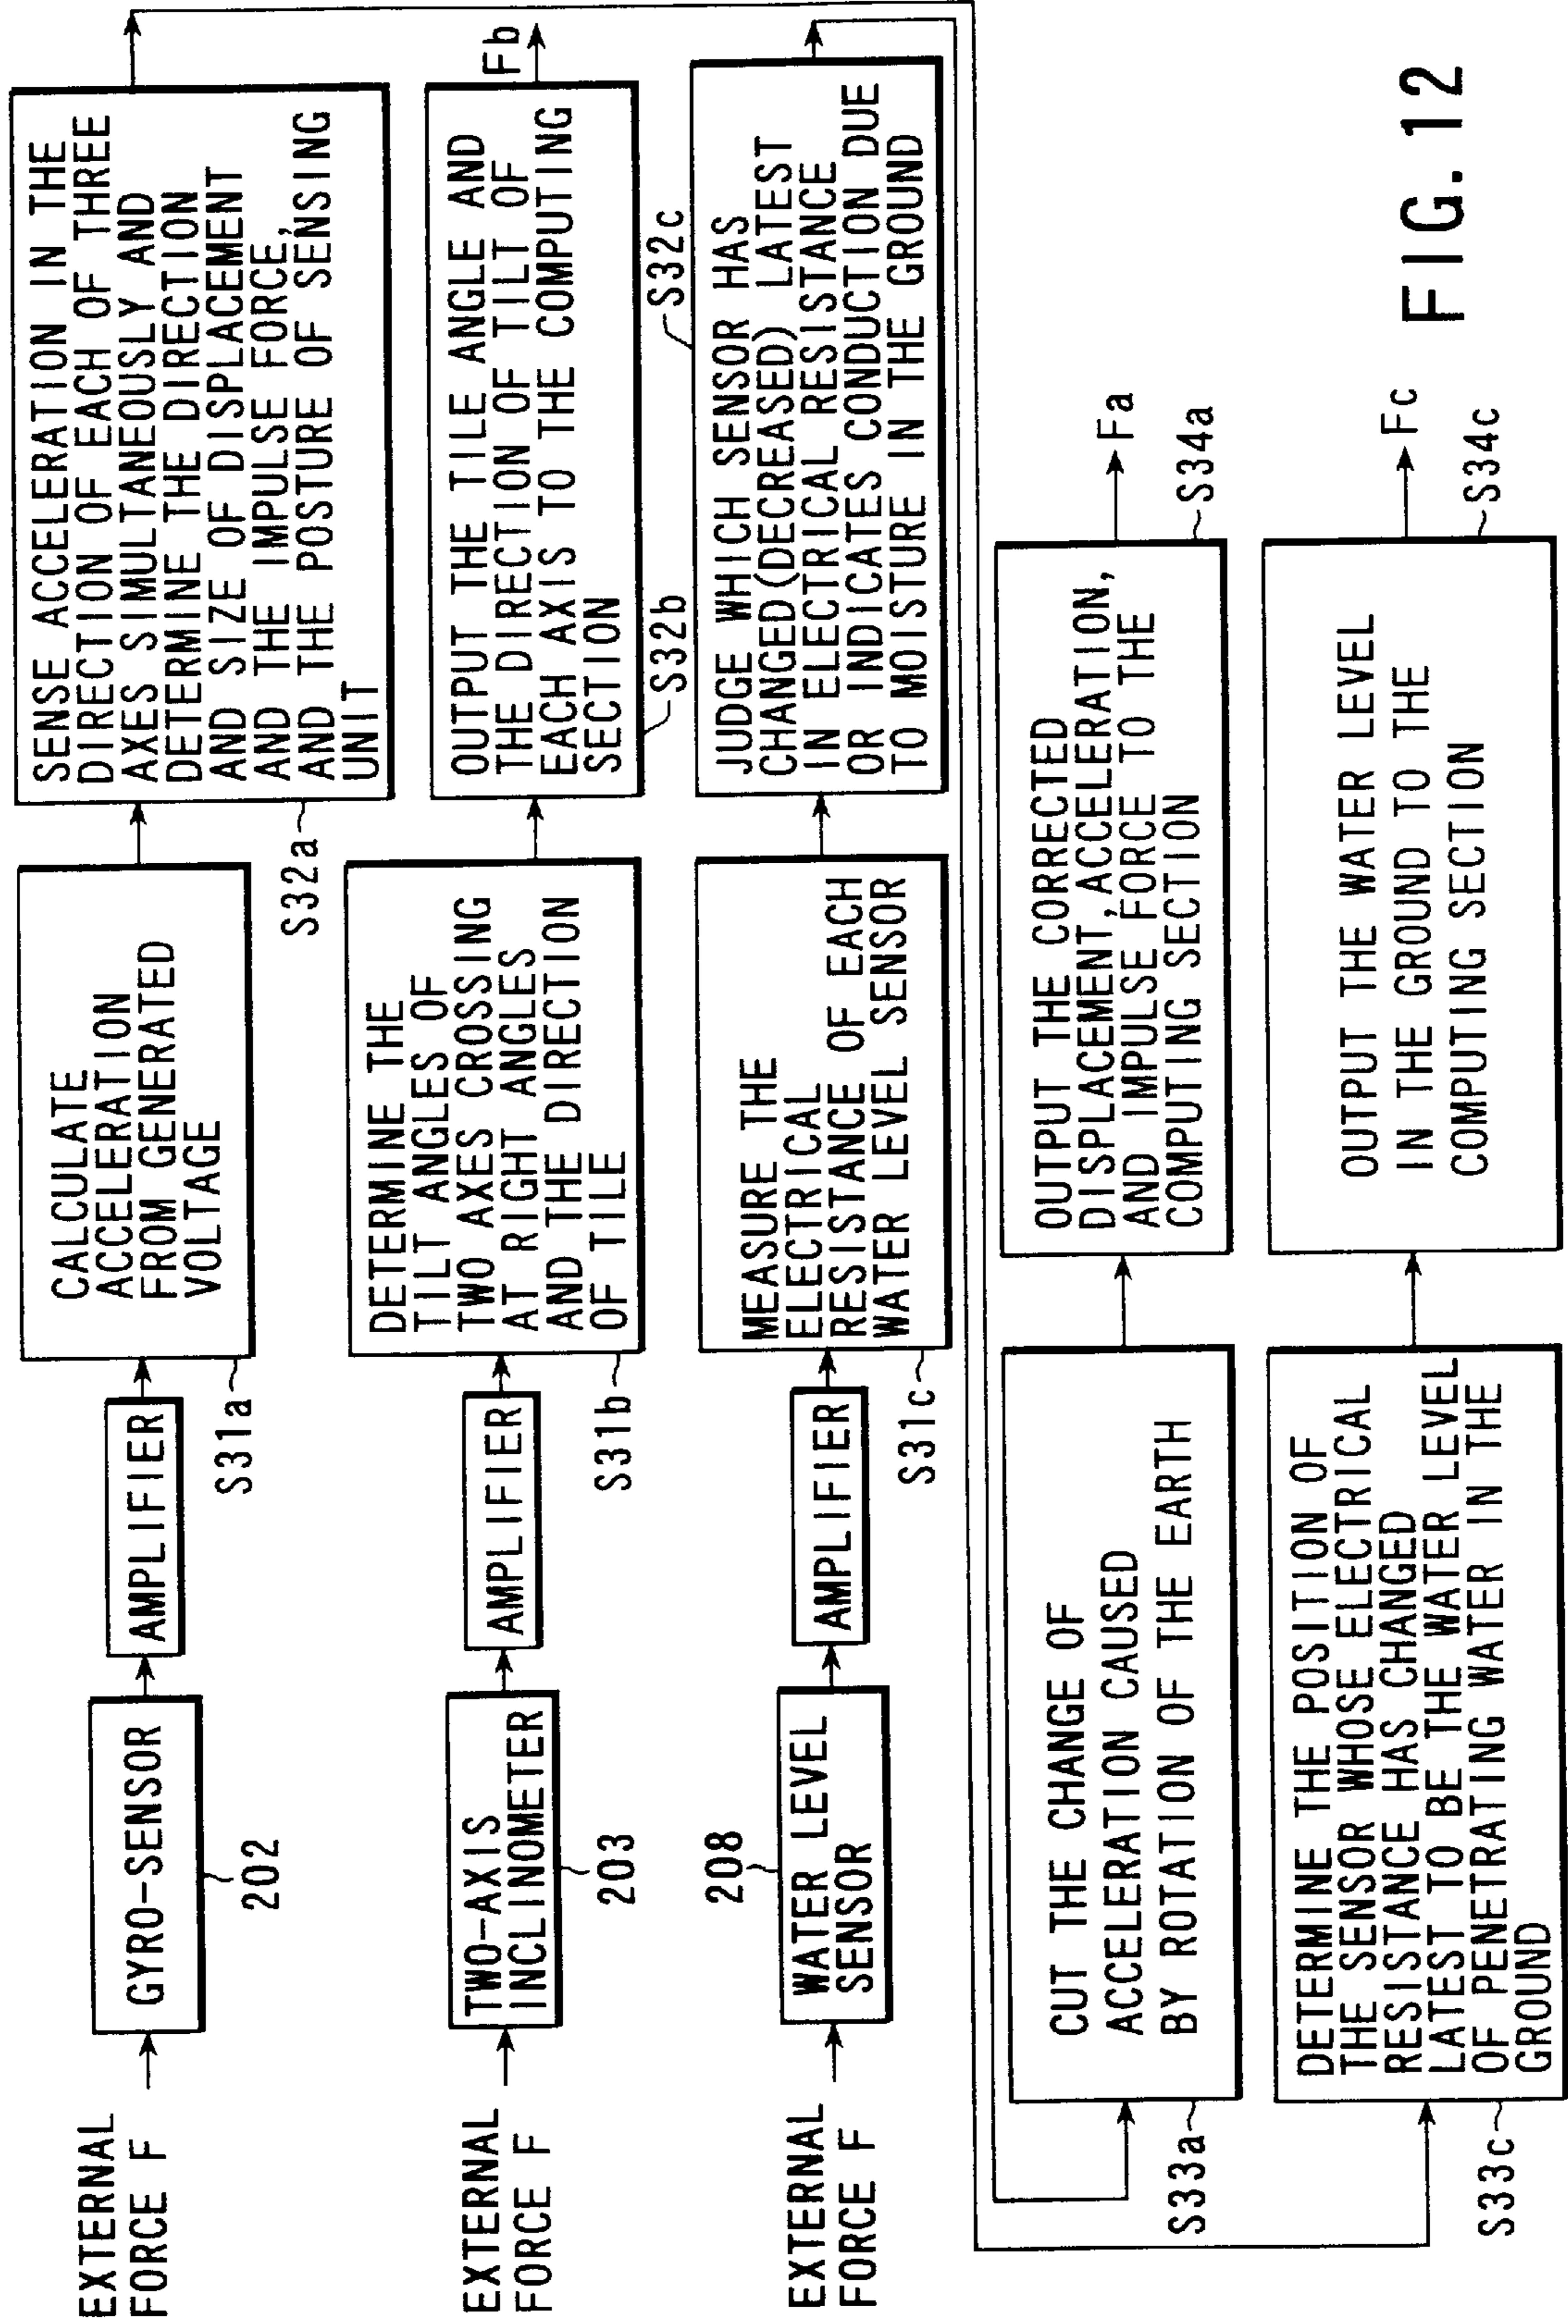 EXTERNAL
FORCE F
GYRO-SENSOR
202
AMPLIFIER
CALCULATE
ACCELERATION
FROM GENERATED
VOLTAGE
S31a
SENSE ACCELERATION IN THE
DIRECTION OF EACH OF THREE
AXES SIMULTANEOUSLY AND
DETERMINE THE DIRECTION
AND SIZE OF DISPLACEMENT
AND THE IMPULSE FORCE,
AND THE POSTURE OF SENSING
UNIT
S32a
EXTERNAL
FORCE F
TWO-AXIS
INCLINOMETER
203
AMPLIFIER
DETERMINE THE
TILT ANGLES OF
TWO AXES CROSSING
AT RIGHT ANGLES
AND THE DIRECTION
OF TILE
S31b
OUTPUT THE TILE ANGLE AND
THE DIRECTION OF TILT OF
EACH AXIS TO THE COMPUTING
SECTION
S32b
Fb
EXTERNAL
FORCE F
208
WATER LEVEL
SENSOR
AMPLIFIER
MEASURE THE
ELECTRICAL
RESISTANCE OF EACH
WATER LEVEL SENSOR
S31c
S32c
JUDGE WHICH SENSOR HAS
CHANGED(DECREASED) LATEST
IN ELECTRICAL RESISTANCE
OR INDICATES CONDUCTION DUE
TO MOISTURE IN THE GROUND
CUT THE CHANGE OF
ACCELERATION CAUSED
BY ROTATION OF THE EARTH
S33a
OUTPUT THE CORRECTED
DISPLACEMENT,ACCELERATION,
AND IMPULSE FORCE TO THE
COMPUTING SECTION
Fa
S34a
DETERMINE THE POSITION OF
THE SENSOR WHOSE ELECTRICAL
RESISTANCE HAS CHANGED
LATEST TO BE THE WATER LEVEL
OF PENETRATING WATER IN THE
GROUND
S33c
OUTPUT THE WATER LEVEL
IN THE GROUND TO THE
COMPUTING SECTION
Fc
S34c
FIG. 12